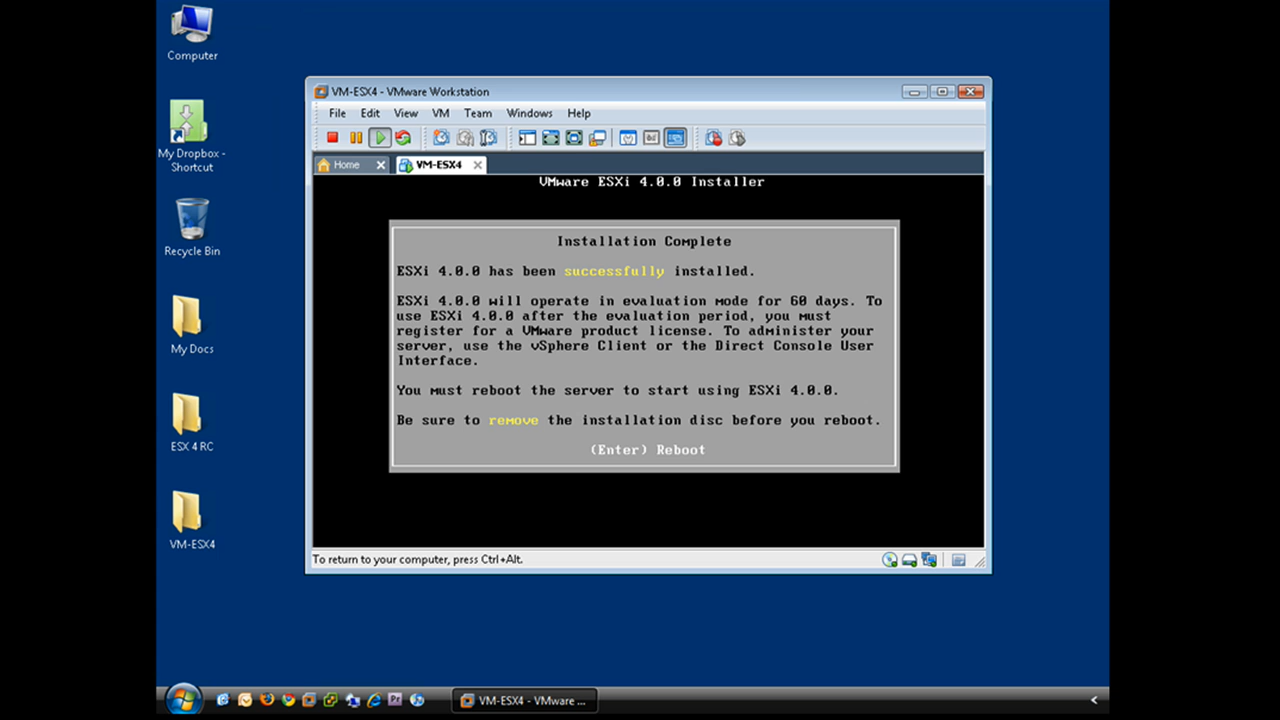 Computer
My Dropbox -
Shortcut
Recycle Bin
My Docs
ESX 4 RC
VM-ESX4
VM-ESX4 - VMware Workstation
File Edit View VM Team Windows Help
Home VM-ESX4
VMware ESXi 4.0.0 Installer
Installation Complete
ESXi 4.0.0 has been successfully installed.
ESXi 4.0.0 will operate in evaluation mode for 60 days. To
use ESXi 4.0.0 after the evaluation period, you must
register for a VMware product license. To administer your
server, use the vSphere Client or the Direct Console User
Interface.
You must reboot the server to start using ESXi 4.0.0.
Be sure to remove the installation disc before you reboot.
(Enter) Reboot
To return to your computer, press Ctrl+Alt.
Pr
VM-ESX4 - VMware ...